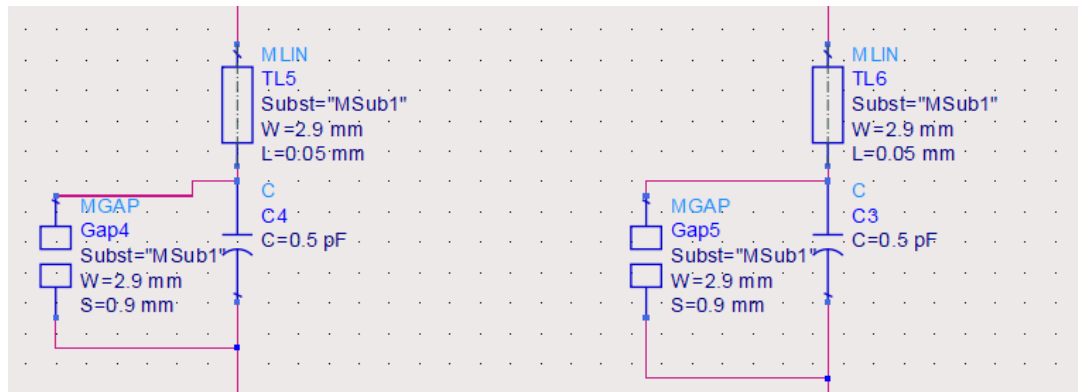 MLIN
TL5
Subst="MSub1"
W=2.9 mm
L=0.05 mm
C
C4
C=0.5 pF
MGAP
Gap4
Subst="MSub1"
W=2.9 mm
S=0.9 mm
MLIN
TL6
Subst="MSub1"
W=2.9 mm
L=0.05 mm
C
C3
C=0.5 pF
MGAP
Gap5
Subst="MSub1"
W=2.9 mm
S=0.9 mm